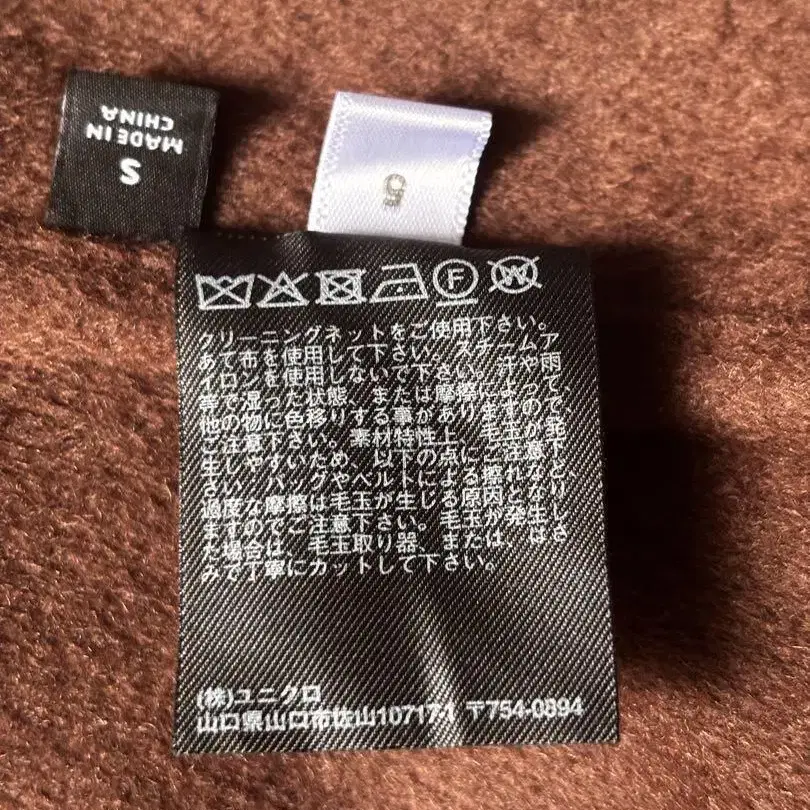 S
MADE IN
CHINA
F
W
クリーニングネットをご使用下さい。
あて布を使用して下さい。スチームア
イロンを使用しないで下さい。汗や雨
等で湿った状態、または摩擦によって、
他の物に色移りする事がありますので
ご注意下さい。素材特性上、毛玉が発
生しやすいため、以下の点にご注意下
さい。バッグやベルトによる擦れなど
過度な摩擦は毛玉が生じる原因となり
ますのでご注意下さい。毛玉が発生し
た場合は、毛玉取り器、または、はさ
みで丁寧にカットして下さい。
(株)ユニクロ
山口県山口市佐山10717-1 〒754-0894